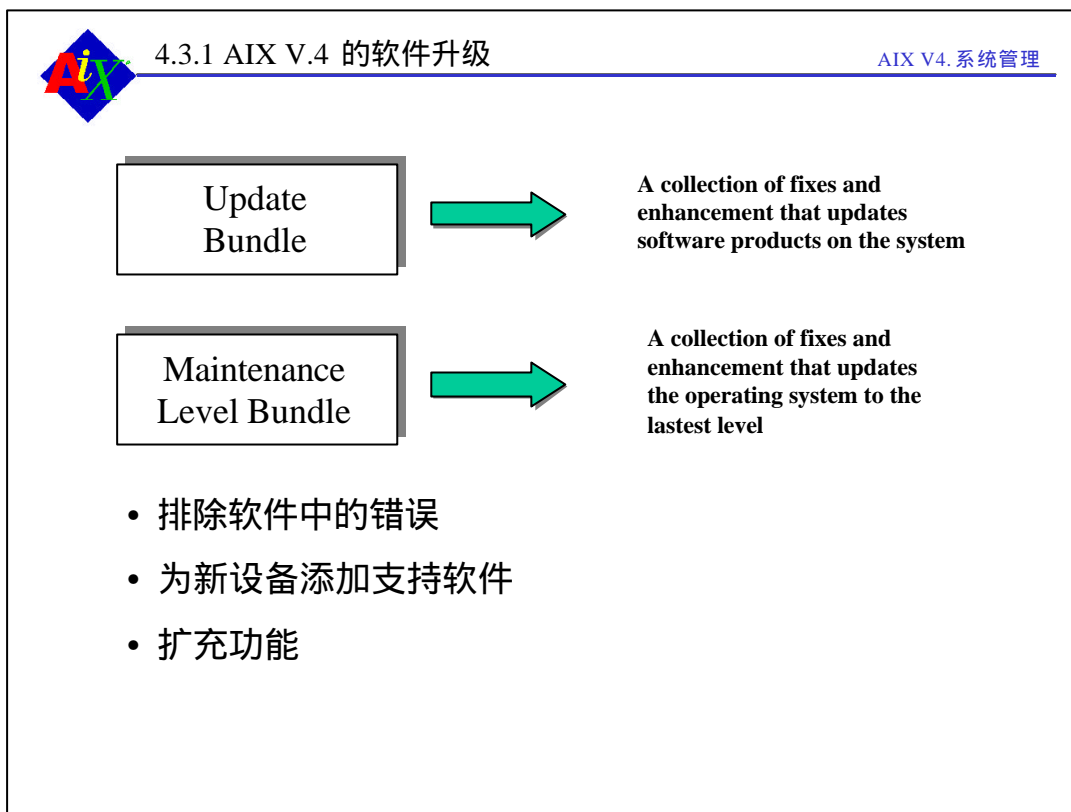 AiX
4.3.1 AIX V.4 的软件升级
AIX V4.系统管理
Update
Bundle
A collection of fixes and
enhancement that updates
software products on the system
Maintenance
Level Bundle
A collection of fixes and
enhancement that updates
the operating system to the
lastest level
• 排除软件中的错误
• 为新设备添加支持软件
• 扩充功能